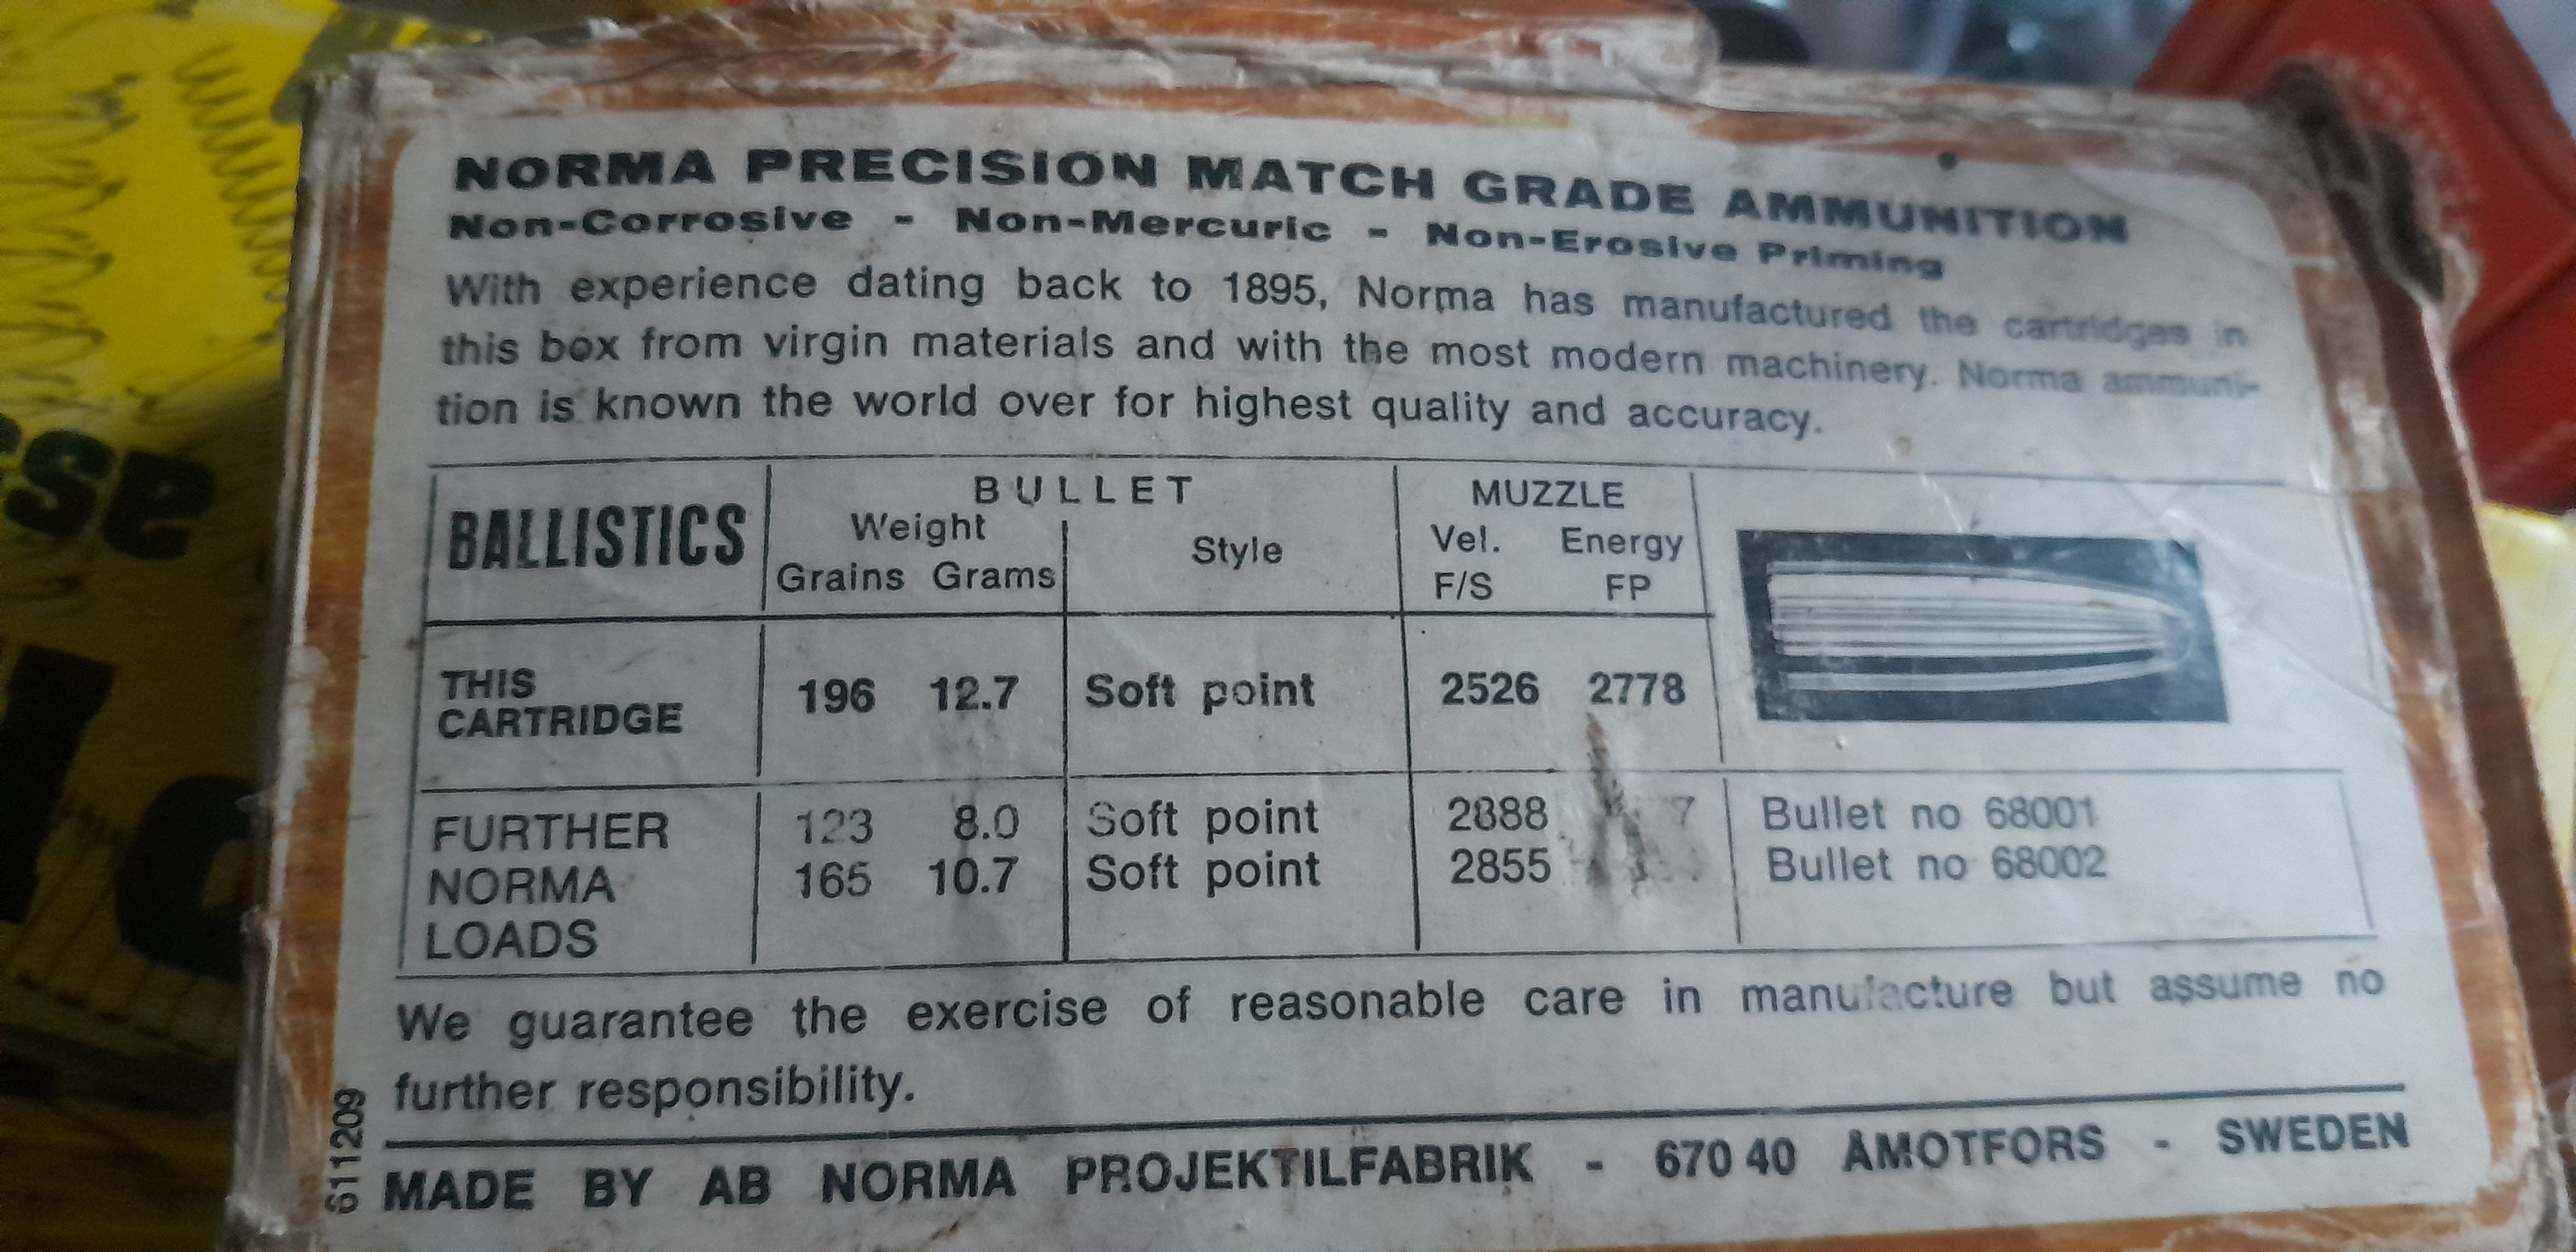 NORMA PRECISION MATCH GRADE AMMUNITION
Non-Corrosive - Non-Mercuric - Non-Erosive Priming
With experience dating back to 1895, Norma has manufactured the cartridges in
this box from virgin materials and with the most modern machinery. Norma ammuni-
tion is known the world over for highest quality and accuracy.
BALLISTICS
BULLET
Weight
Grains Grams
Style
MUZZLE
Vel. Energy
F/S FP
THIS
CARTRIDGE
196 12.7 Soft point 2526 2778
FURTHER
NORMA
LOADS
123 8.0 Soft point 2888 Bullet no 68001
165 10.7 Soft point 2855 Bullet no 68002
We guarantee the exercise of reasonable care in manufacture but assume no
further responsibility.
611209
MADE BY AB NORMA PROJEKTILFABRIK - 670 40 ÅMOTFORS - SWEDEN